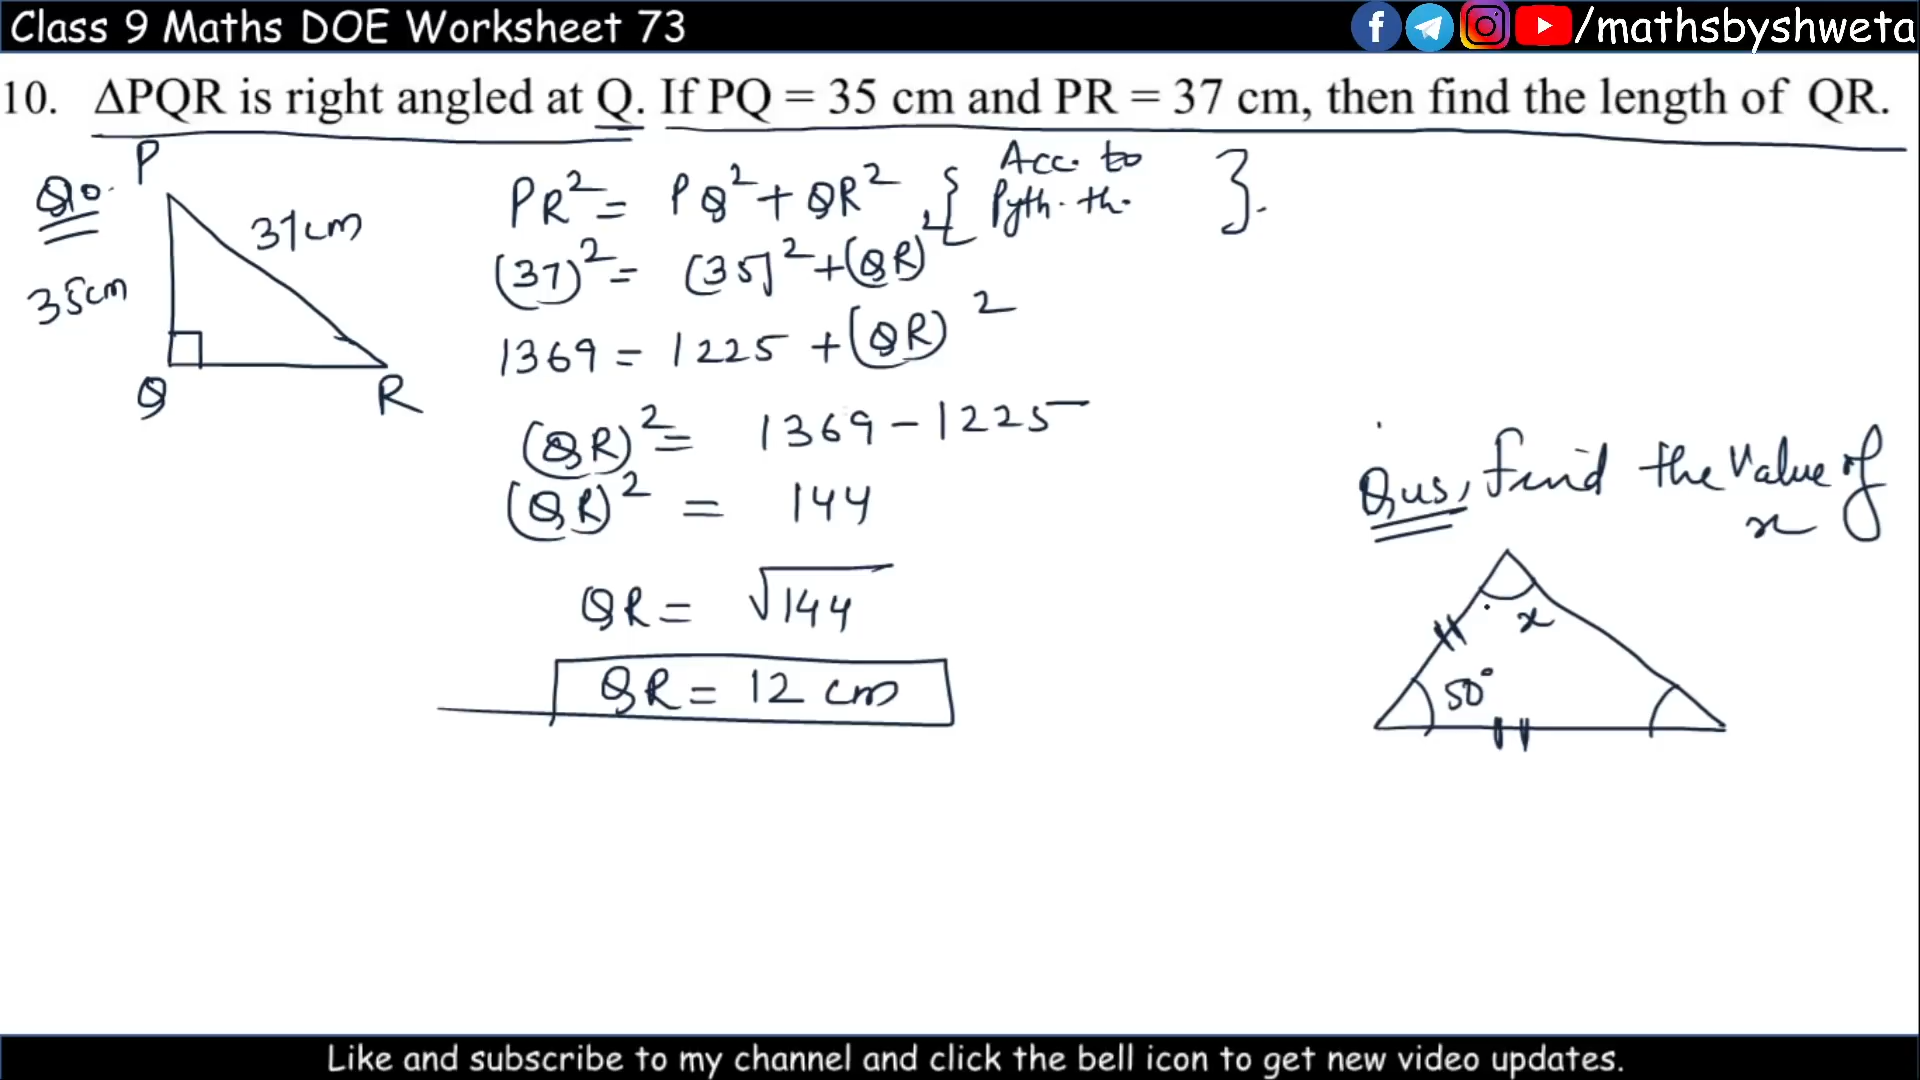 Class 9 Maths DOE Worksheet 73
/mathsbyshweta
10. ΔPQR is right angled at Q. If PQ = 35 cm and PR = 37 cm, then find the length of QR.
Q10.
P
37cm
35cm
Q
R
PR² = PQ² + QR² { Acc. to Pyth. th. }.
(37)² = (35)² + (QR)²
1369 = 1225 + (QR)²
(QR)² = 1369 - 1225
(QR)² = 144
QR = √144
QR = 12 cm
Qus, Find the value of
x
x
50°
Like and subscribe to my channel and click the bell icon to get new video updates.